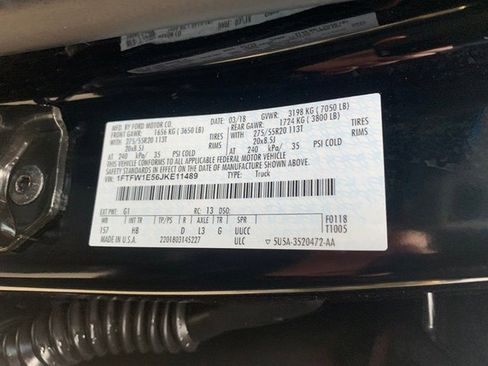 MFD. BY FORD MOTOR CO. DATE: 03/18 GVWR: 3198 KG ( 7050 LB)
FRONT GAWR: 1656 KG ( 3650 LB) REAR GAWR: 1724 KG ( 3800 LB)
275/55R20 113T TIRES WITH 275/55R20 113T TIRES
20x8.5J RIMS 20x8.5J RIMS
AT 240 kPa/ 35 PSI COLD AT 240 kPa/ 35 PSI COLD
THIS VEHICLE CONFORMS TO ALL APPLICABLE FEDERAL MOTOR VEHICLE
SAFETY STANDARDS IN EFFECT ON THE DATE OF MANUFACTURE SHOWN ABOVE.
VIN: 1FTFW1E56JKE11489
TYPE: Truck
EXT PNT: G1 RC: 13 DSO:
WB INT TR TP/PS R AXLE TR SPR F0118
157 HB D L3 G UUCC T1005
MADE IN U.S.A. 2201803145227 ULC 5U5A-3520472-AA